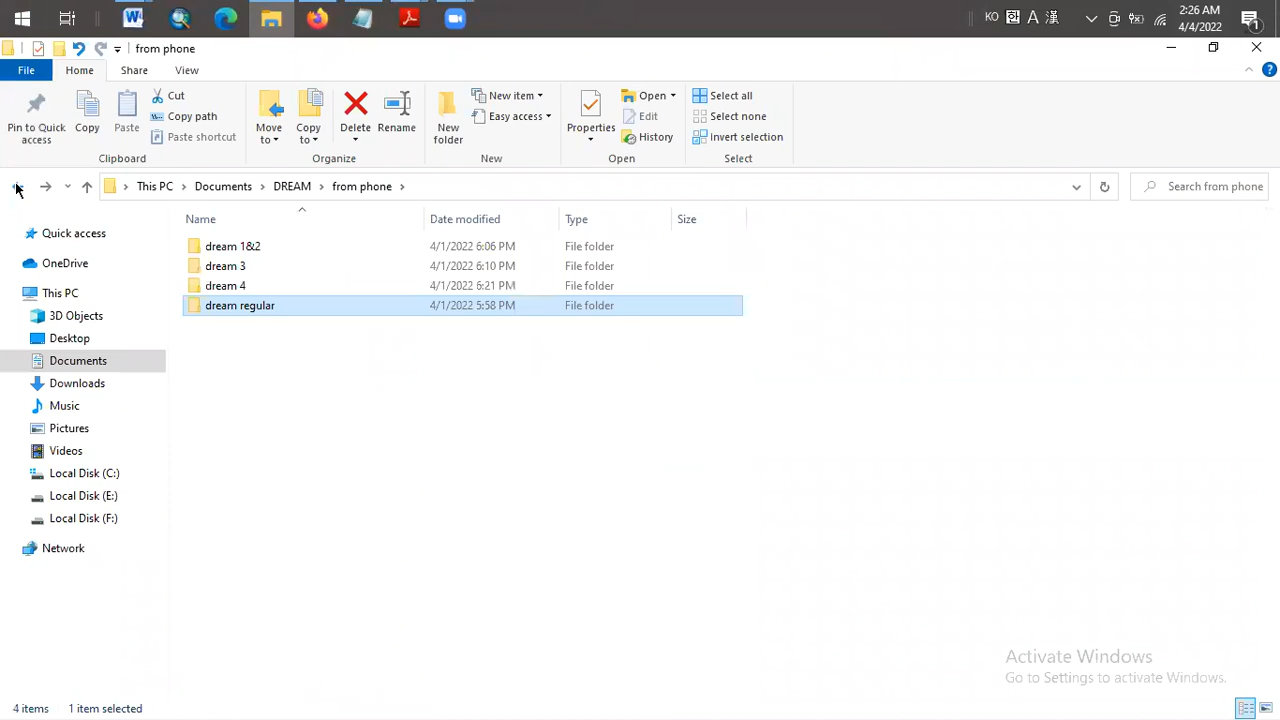 KO
漢 A 漢
2:26 AM
4/4/2022
from phone
File Home Share View
Pin to Quick access
Copy
Paste
Cut
Copy path
Paste shortcut
Clipboard
Move to
Copy to
Delete
Rename
Organize
New folder
New item
Easy access
New
Properties
Open
Edit
History
Open
Select all
Select none
Invert selection
Select
This PC Documents DREAM from phone
Search from phone
Name Date modified Type Size
dream 1&2 4/1/2022 6:06 PM File folder
dream 3 4/1/2022 6:10 PM File folder
dream 4 4/1/2022 6:21 PM File folder
dream regular 4/1/2022 5:58 PM File folder
Quick access
OneDrive
This PC
3D Objects
Desktop
Documents
Downloads
Music
Pictures
Videos
Local Disk (C:)
Local Disk (E:)
Local Disk (F:)
Network
Activate Windows
Go to Settings to activate Windows.
4 items 1 item selected